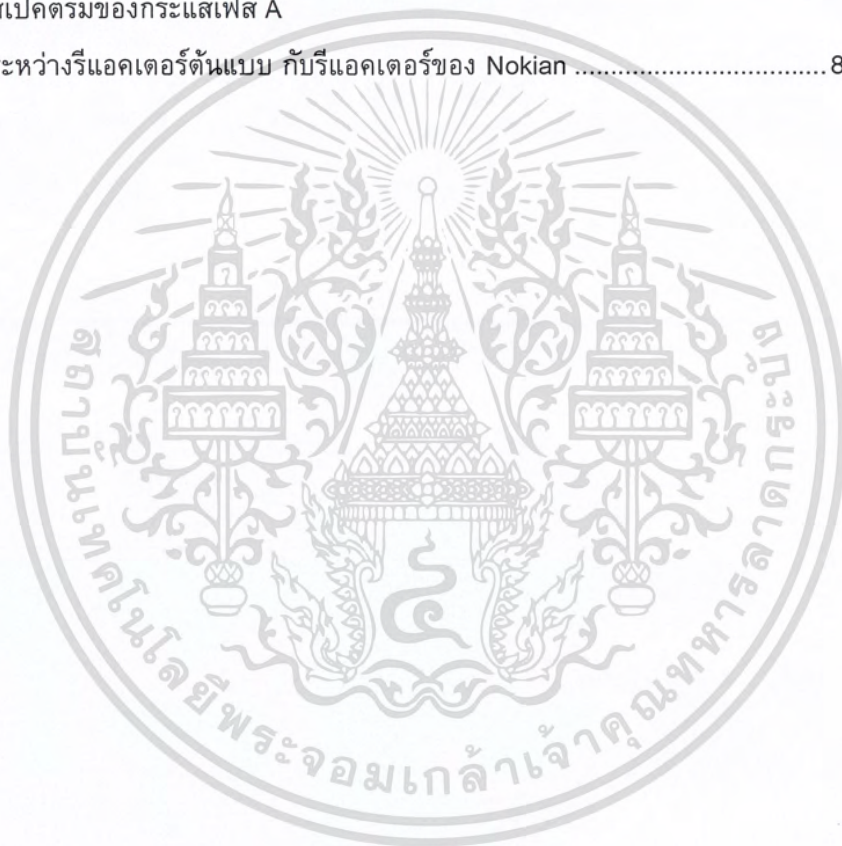 สเปคตรัมของกระแสเฟส A
ระหว่างรีแอคเตอร์ต้นแบบ กับรีแอคเตอร์ของ Nokian ................................... 8
สถาบันเทคโนโลยีพระจอมเกล้าเจ้าคุณทหารลาดกระบัง